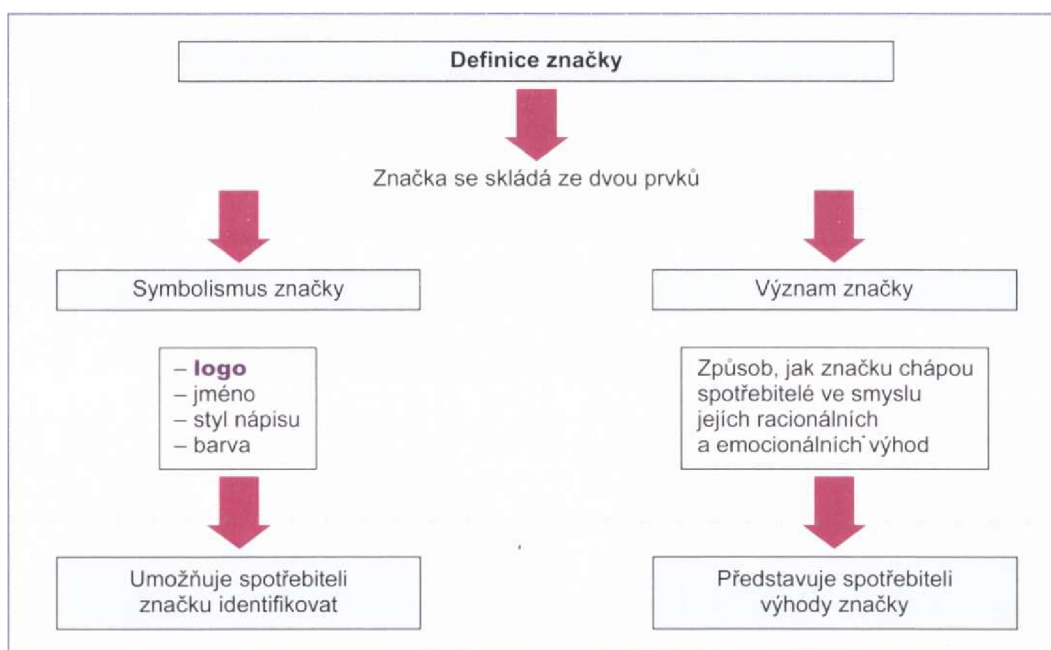 Definice značky
Značka se skládá ze dvou prvků
Symbolismus značky
– logo
– jméno
– styl nápisu
– barva
Umožňuje spotřebiteli
značku identifikovat
Význam značky
Způsob, jak značku chápou
spotřebitelé ve smyslu
jejích racionálních
a emocionálních výhod
Představuje spotřebiteli
výhody značky